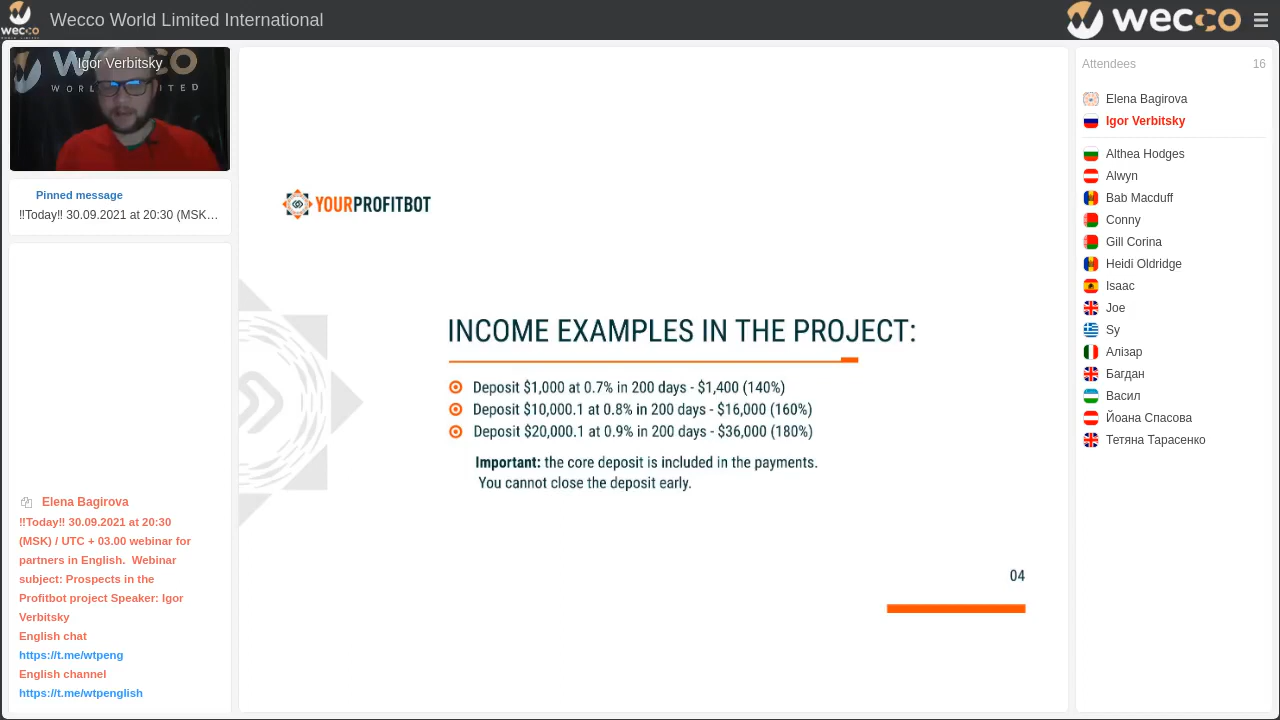 wecco
Wecco World Limited International
wecco
Igor Verbitsky
Pinned message
‼Today‼ 30.09.2021 at 20:30 (MSK…
Elena Bagirova
‼Today‼ 30.09.2021 at 20:30
(MSK) / UTC + 03.00 webinar for
partners in English.  Webinar
subject: Prospects in the
Profitbot project Speaker: Igor
Verbitsky
English chat
https://t.me/wtpeng
English channel
https://t.me/wtpenglish
YOURPROFITBOT
INCOME EXAMPLES IN THE PROJECT:
Deposit $1,000 at 0.7% in 200 days - $1,400 (140%)
Deposit $10,000.1 at 0.8% in 200 days - $16,000 (160%)
Deposit $20,000.1 at 0.9% in 200 days - $36,000 (180%)
Important: the core deposit is included in the payments.
You cannot close the deposit early.
04
Attendees 16
Elena Bagirova
Igor Verbitsky
Althea Hodges
Alwyn
Bab Macduff
Conny
Gill Corina
Heidï Oldridge
Isaac
Joe
Sy
Алізар
Багдан
Васил
Йоана Спасова
Тетяна Тарасенко